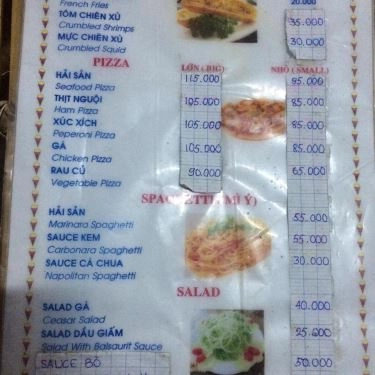 French Fries 20.000
TÔM CHIÊN XÙ 35.000
Crumbled Shrimps
MỰC CHIÊN XÙ 30.000
Crumbled Squid
PIZZA LỚN (BIG) NHỎ (SMALL)
HẢI SẢN 115.000 95.000
Seafood Pizza
THỊT NGUỘI 105.000 85.000
Ham Pizza
XÚC XÍCH 105.000 85.000
Peperoni Pizza
GÀ 105.000 85.000
Chicken Pizza
RAU CỦ 90.000 65.000
Vegetable Pizza
SPAGHETTI (MÌ Ý)
HẢI SẢN 55.000
Marinara Spaghetti
SAUCE KEM 55.000
Carbonara Spaghetti
SAUCE CÀ CHUA 30.000
Napolitan Spaghetti
SALAD
SALAD GÀ 40.000
Ceasar Salad
SALAD DẦU GIẤM 25.000
Salad With Balsaurit Sauce
SAUCE BÒ 50.000